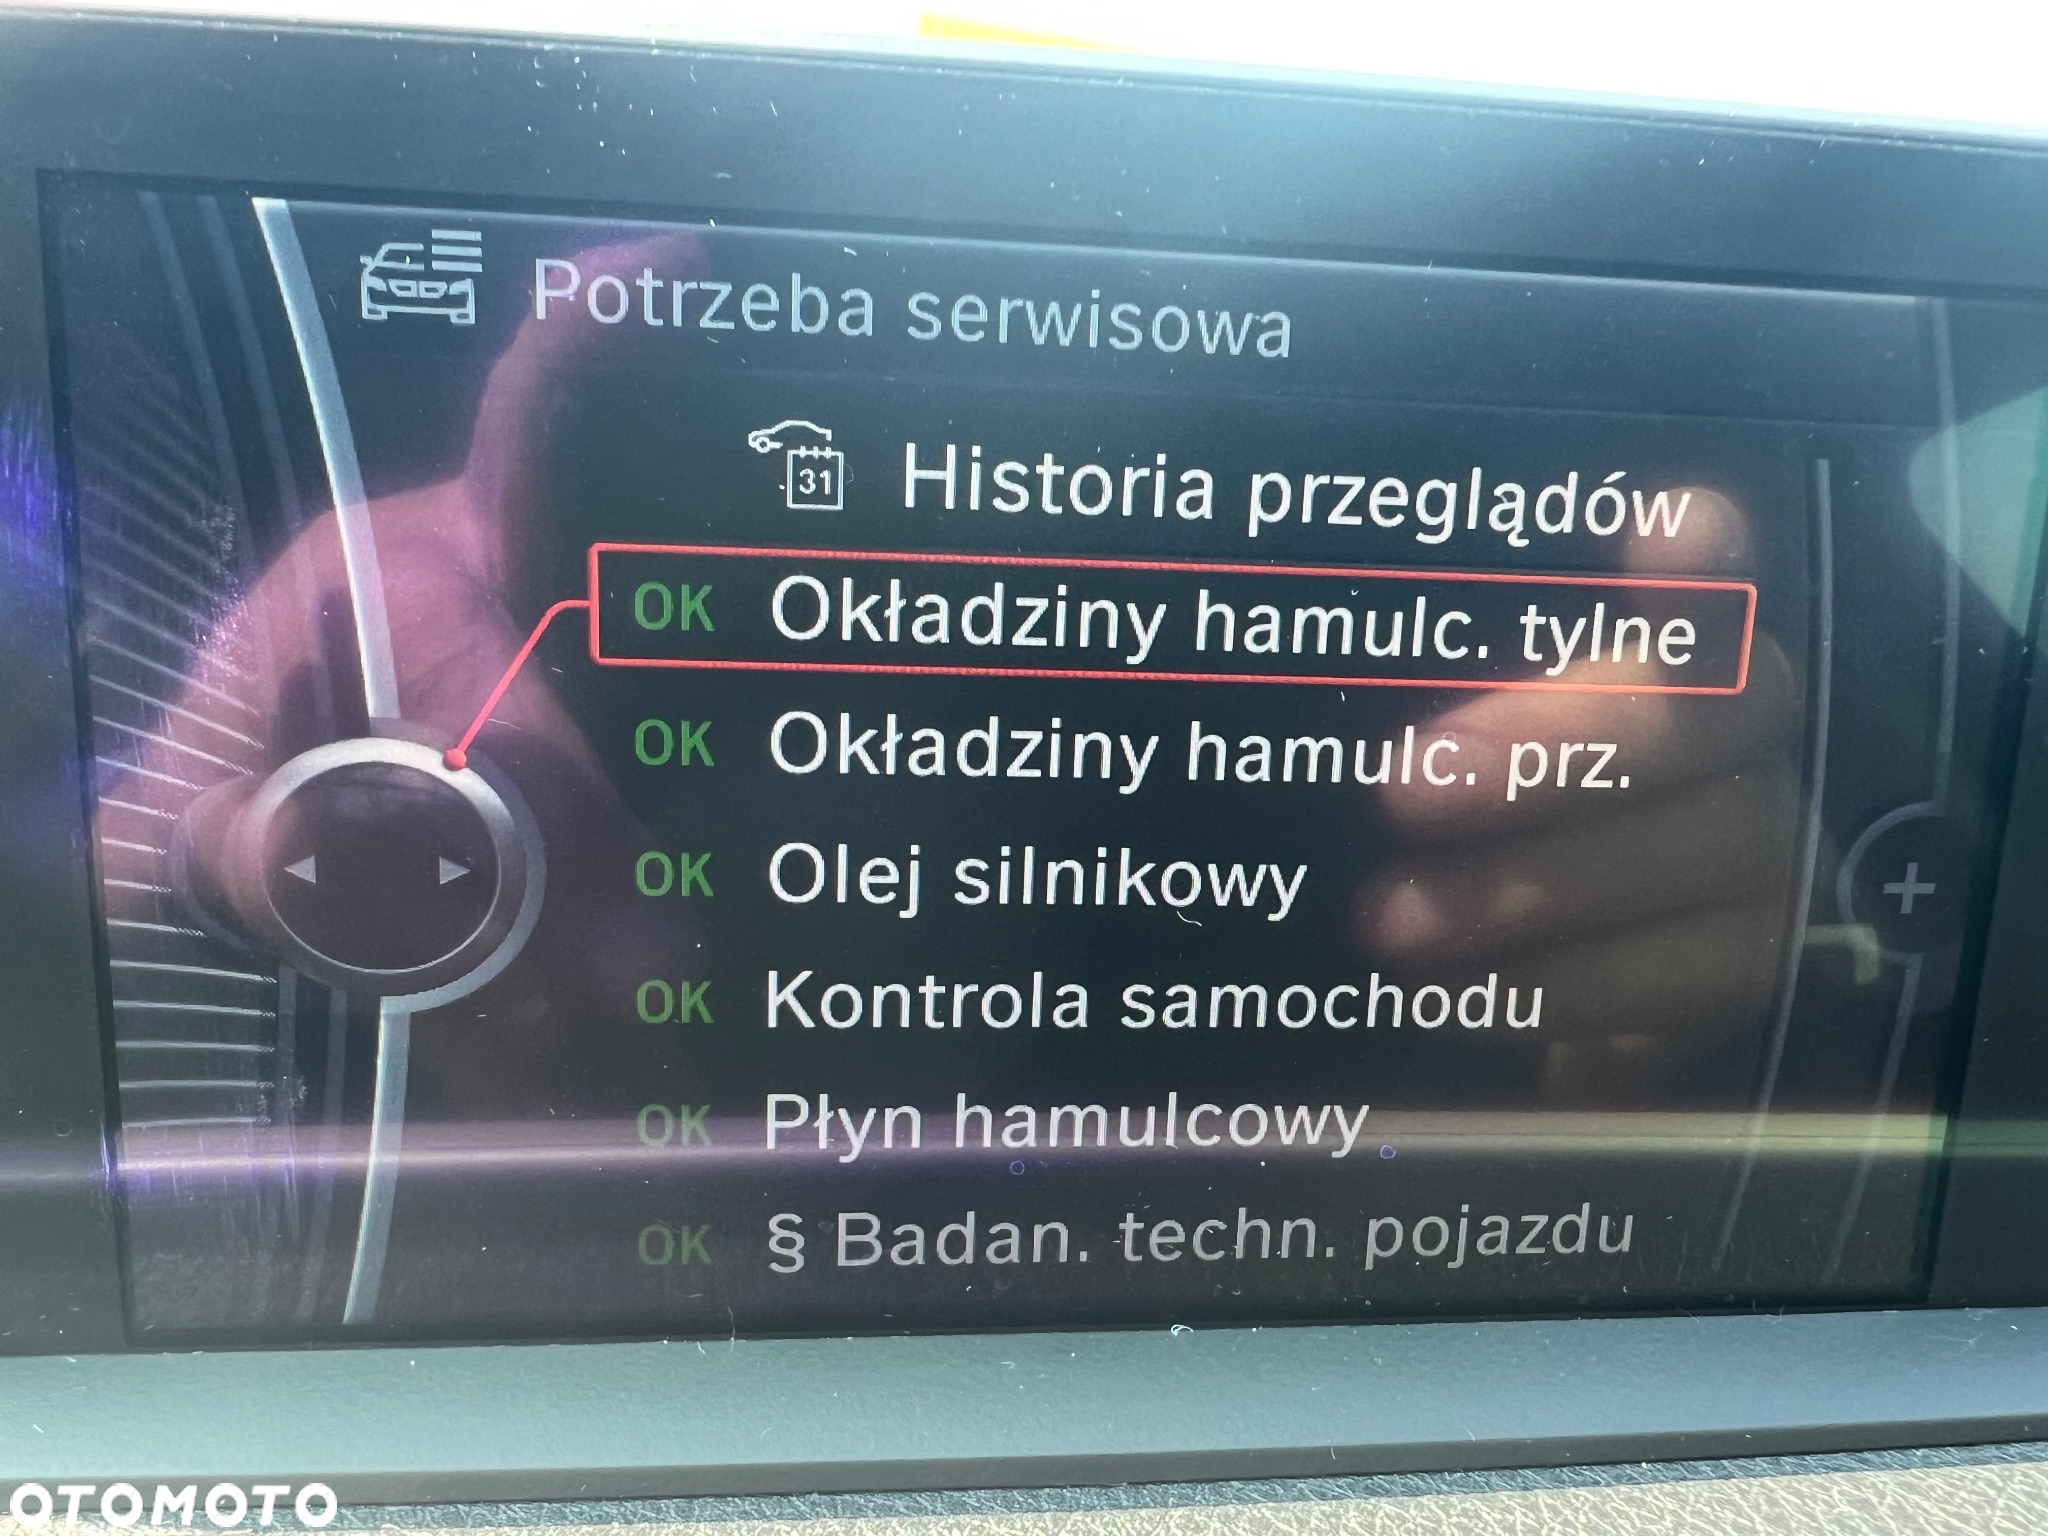 Potrzeba serwisowa
31 Historia przeglądów
OK Okładziny hamulc. tylne
OK Okładziny hamulc. prz.
OK Olej silnikowy
OK Kontrola samochodu
OK Płyn hamulcowy
OK § Badan. techn. pojazdu
OTOMOTO